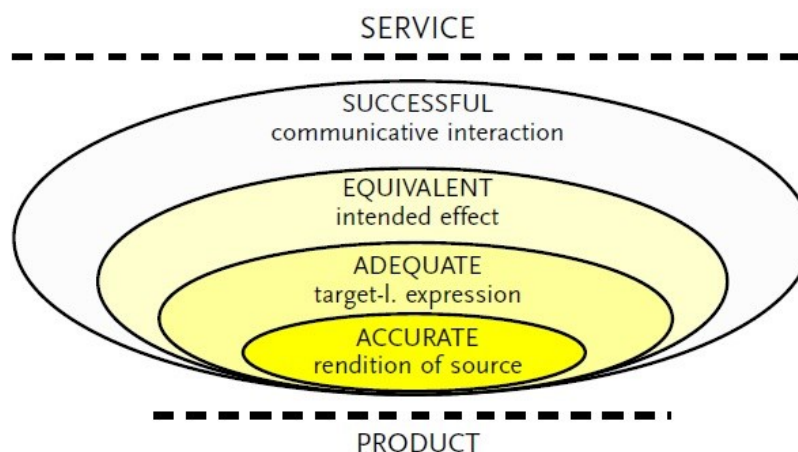 SERVICE
SUCCESSFUL
communicative interaction
EQUIVALENT
intended effect
ADEQUATE
target-l. expression
ACCURATE
rendition of source
PRODUCT